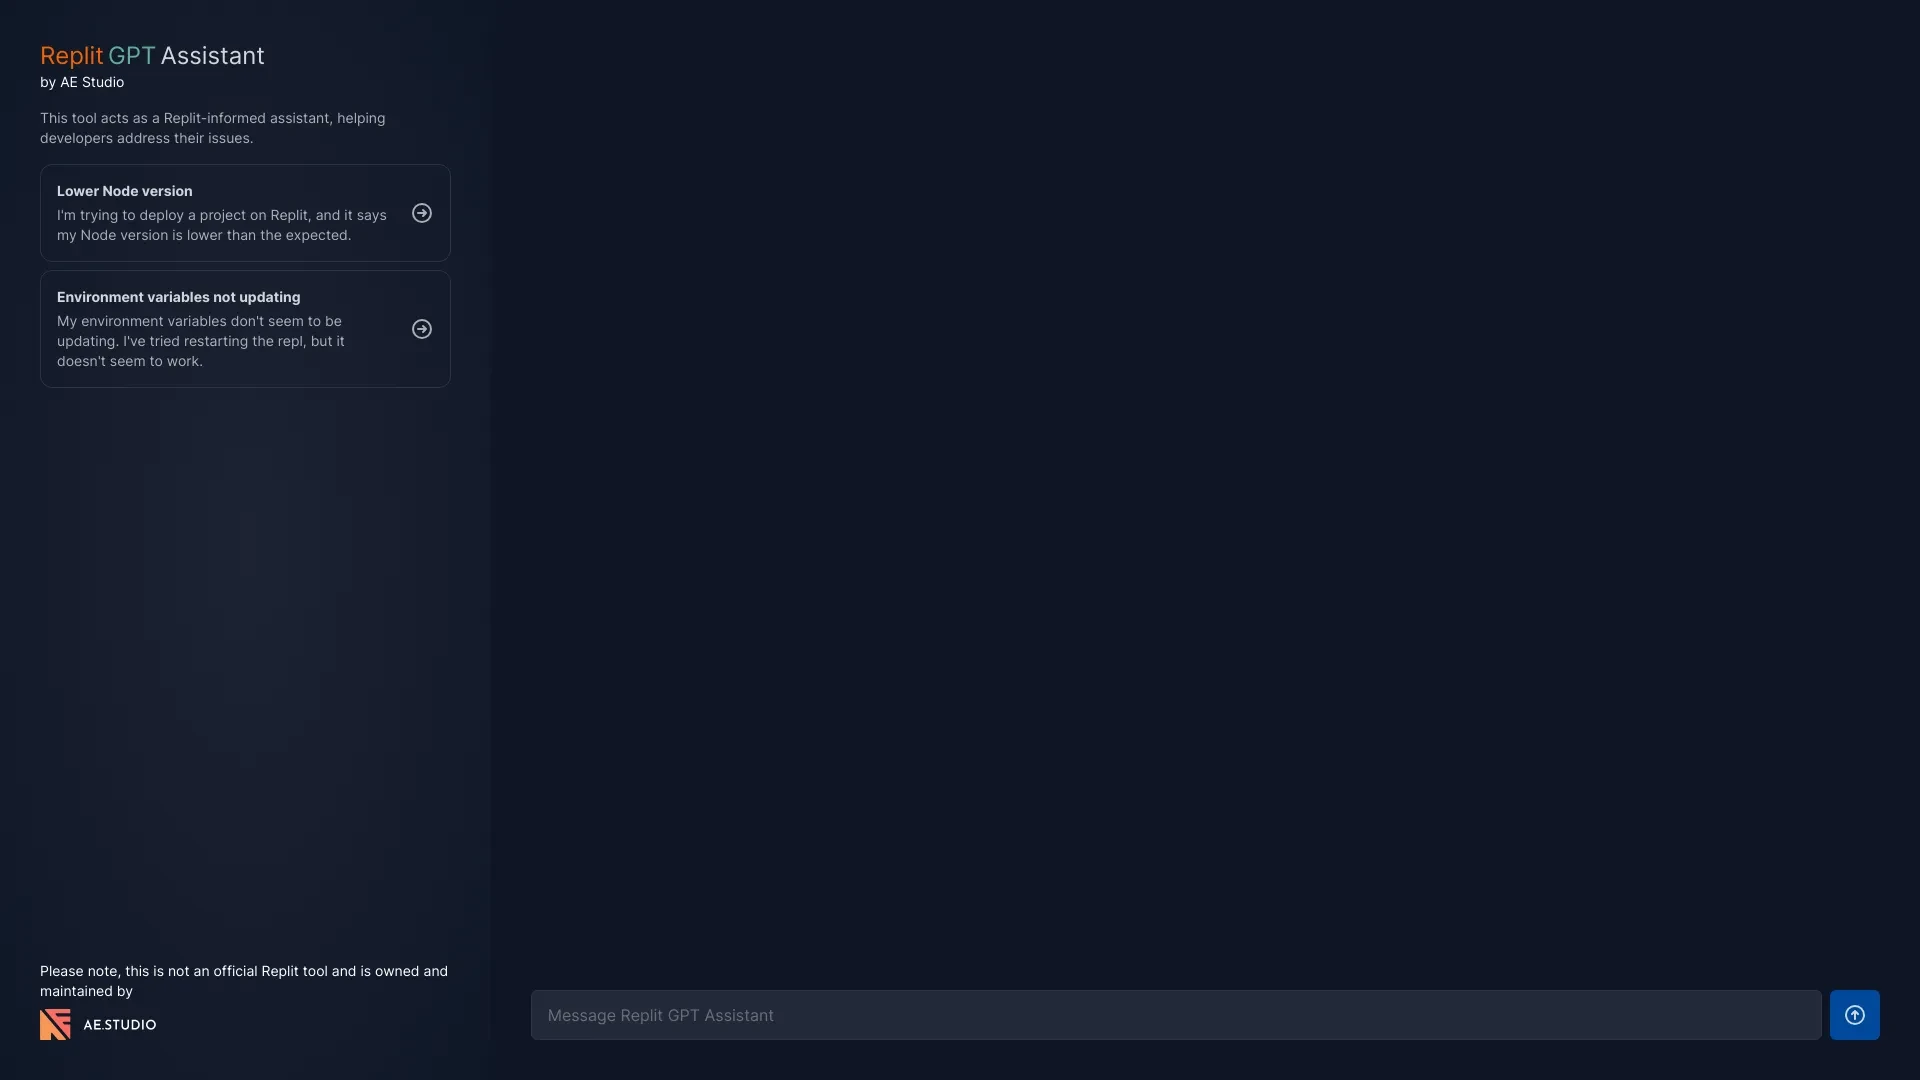 Replit GPT Assistant
by AE Studio
This tool acts as a Replit-informed assistant, helping
developers address their issues.
Lower Node version
I'm trying to deploy a project on Replit, and it says
my Node version is lower than the expected.
Environment variables not updating
My environment variables don't seem to be
updating. I've tried restarting the repl, but it
doesn't seem to work.
Please note, this is not an official Replit tool and is owned and
maintained by
AE.STUDIO
Message Replit GPT Assistant